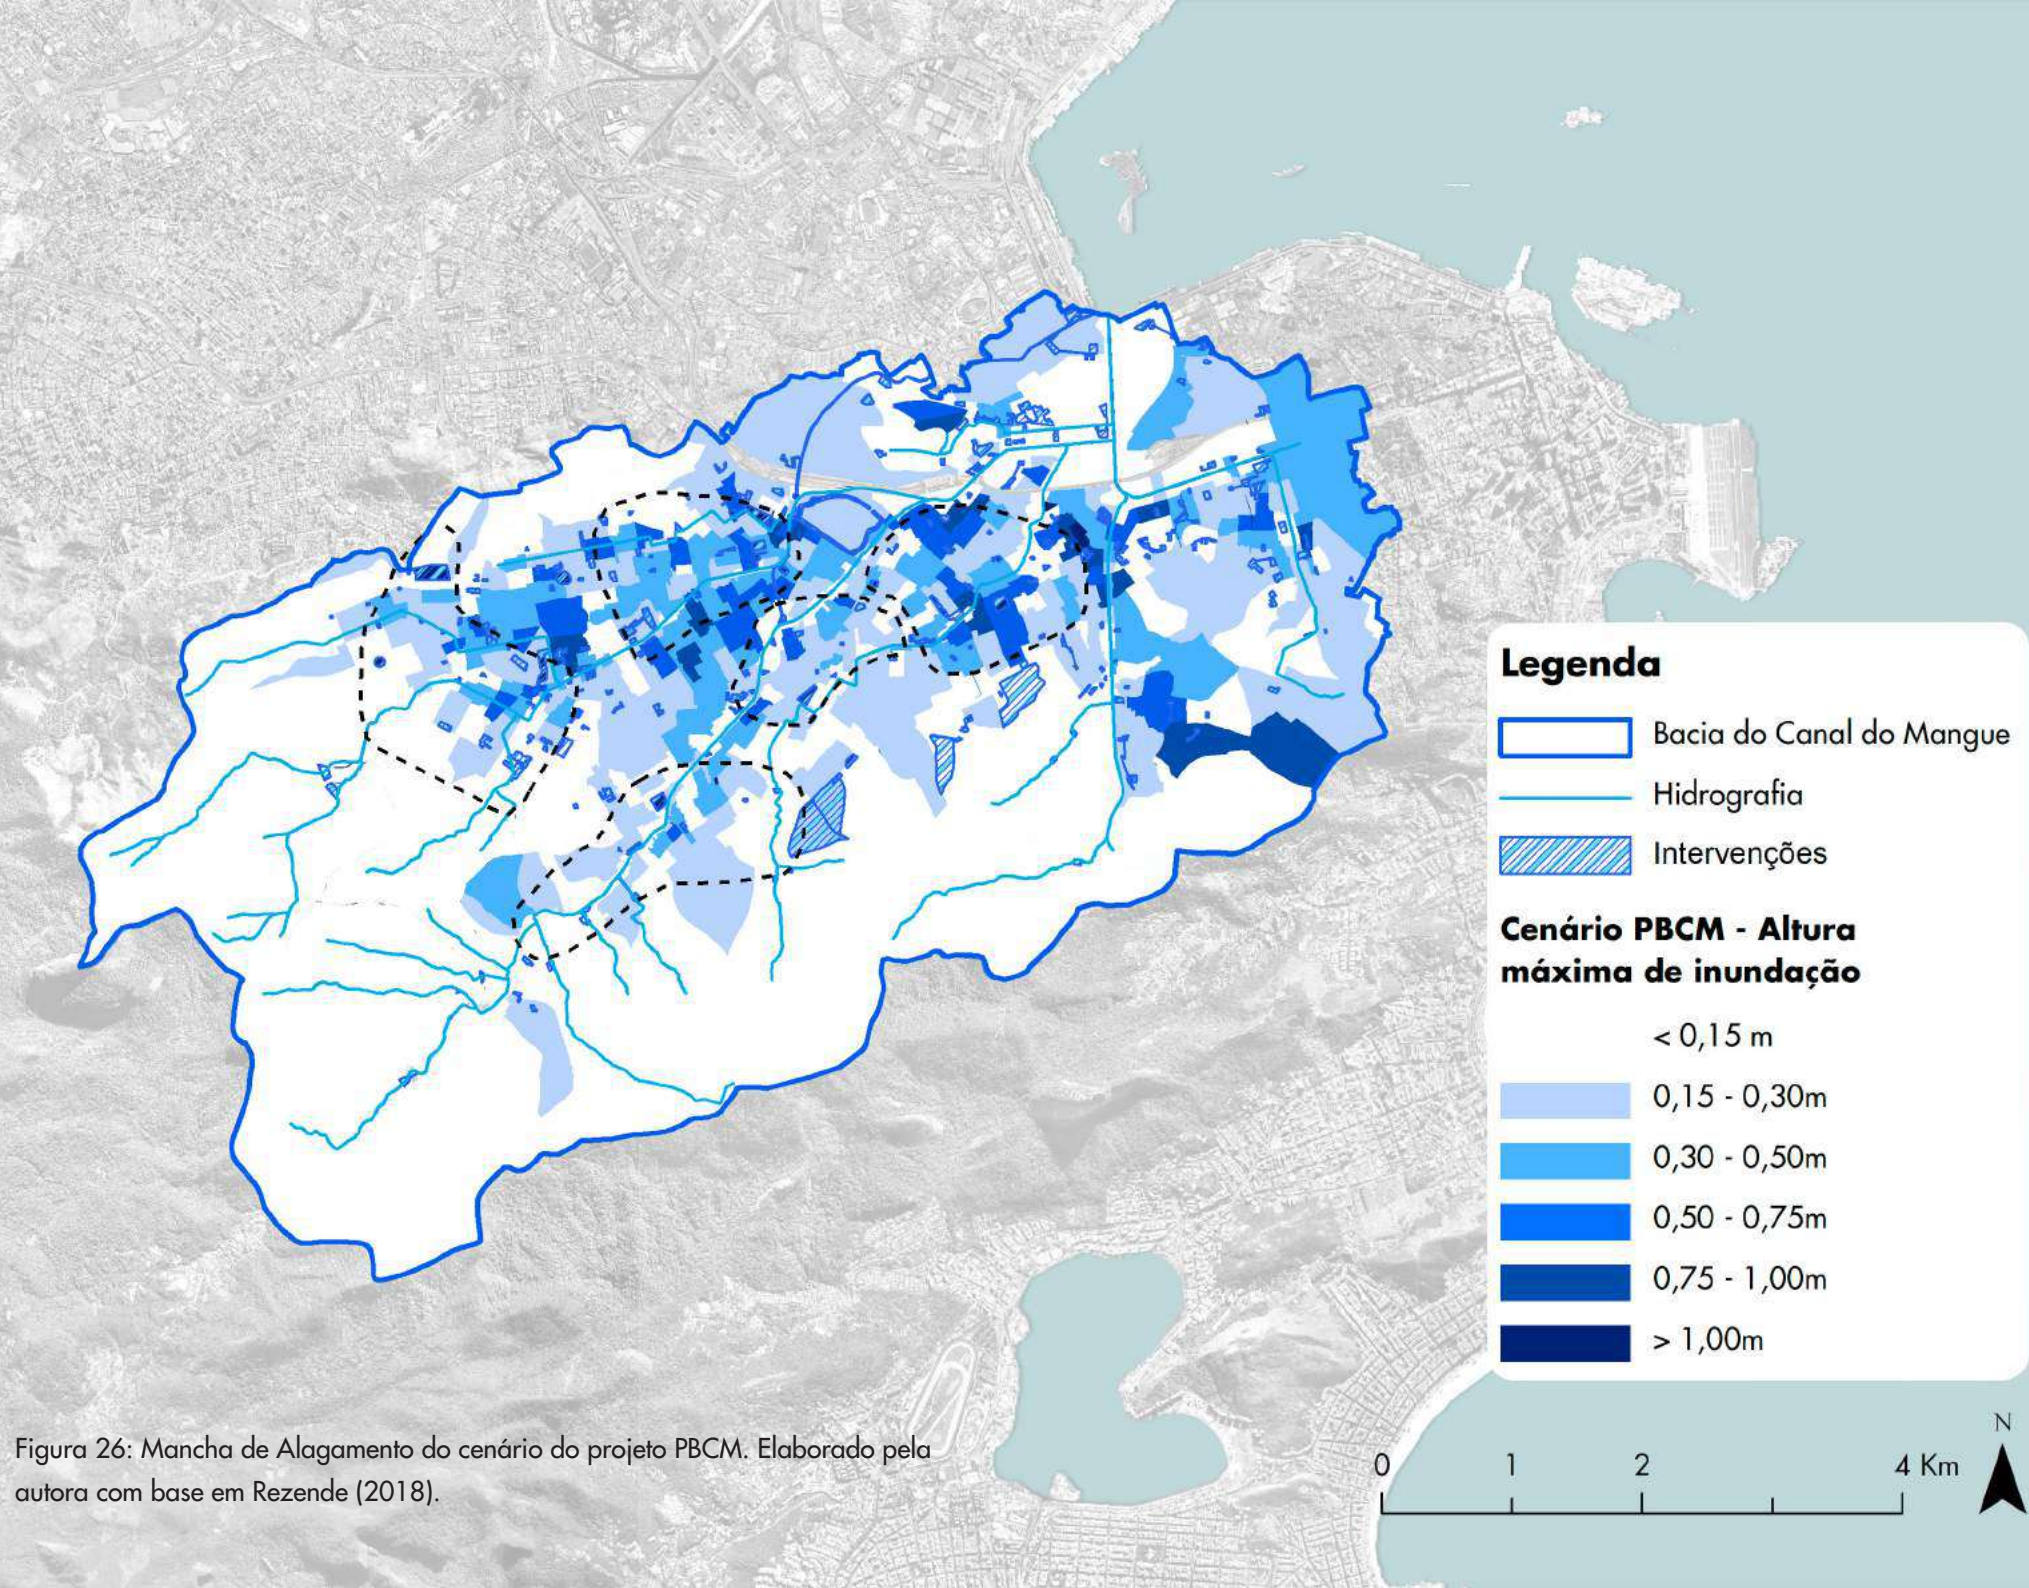 Legenda
Bacia do Canal do Mangue
Hidrografia
Intervenções
Cenário PBCM - Altura
máxima de inundação
< 0,15 m
0,15 - 0,30m
0,30 - 0,50m
0,50 - 0,75m
0,75 - 1,00m
> 1,00m
Figura 26: Mancha de Alagamento do cenário do projeto PBCM. Elaborado pela
autora com base em Rezende (2018).
N
0 1 2 4 Km